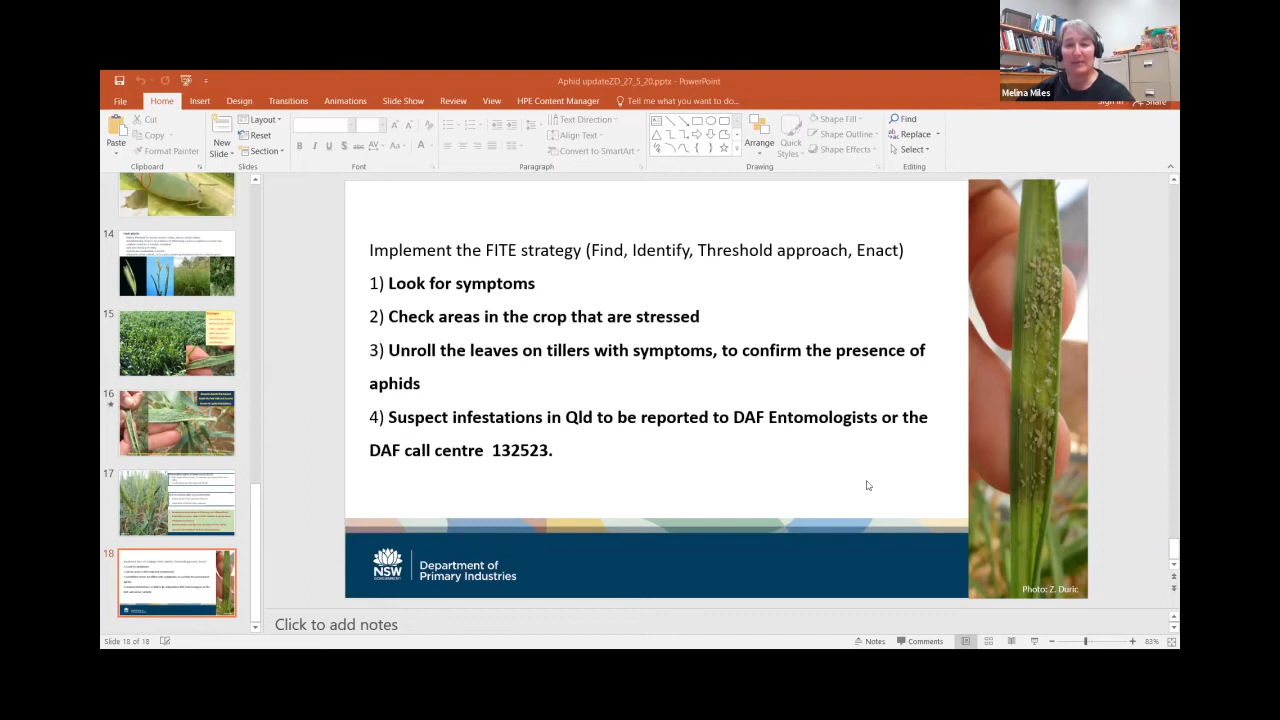 Melina Miles
Aphid updateZD_27_5_20.pptx - PowerPoint
File Home Insert Design Transitions Animations Slide Show Review View HPE Content Manager Tell me what you want to do... Share
Cut
Copy
Format Painter
Paste
Clipboard
New
Slide
Layout
Reset
Section
Slides
Font
Text Direction
Align Text
Convert to SmartArt
Paragraph
Arrange
Quick
Styles
Shape Fill
Shape Outline
Shape Effects
Drawing
Find
Replace
Select
Editing
14
15
16
17
18
Implement the FITE strategy (Find, Identify, Threshold approach, Enact)
1) Look for symptoms
2) Check areas in the crop that are stressed
3) Unroll the leaves on tillers with symptoms, to confirm the presence of
aphids
4) Suspect infestations in Qld to be reported to DAF Entomologists or the
DAF call centre 132523.
NSW
Department of
Primary Industries
Photo: Z. Duric
Click to add notes
Slide 18 of 18
Notes Comments 83%